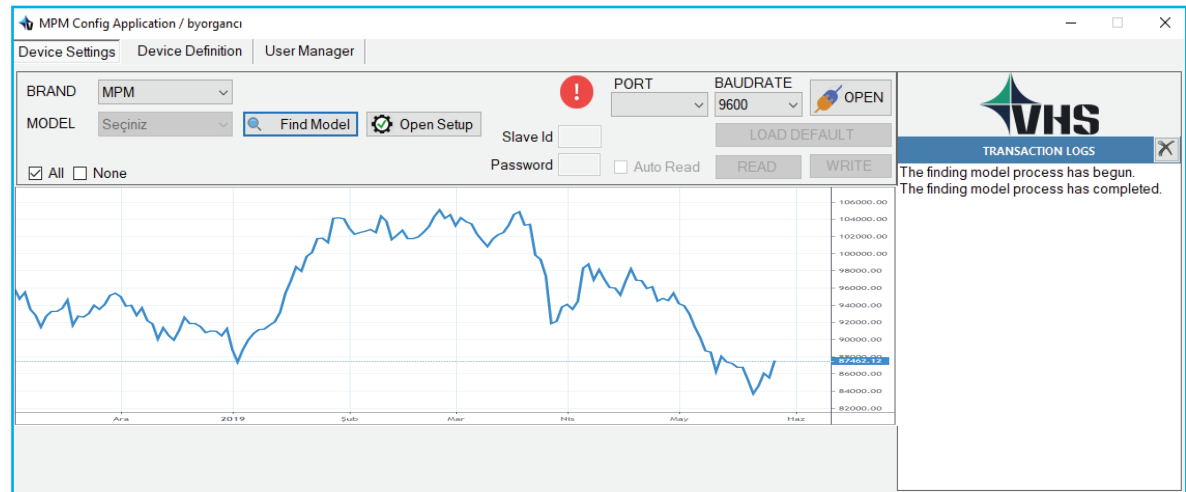 MPM Config Application / byorgancı
Device Settings Device Definition User Manager
BRAND MPM PORT BAUDRATE
9600 OPEN
MODEL Seçiniz Find Model Open Setup
Slave Id LOAD DEFAULT
Password Auto Read READ WRITE
All None
VHS
TRANSACTION LOGS
The finding model process has begun.
The finding model process has completed.
106000.00
104000.00
102000.00
100000.00
98000.00
96000.00
94000.00
92000.00
90000.00
88000.00
87462.12
86000.00
84000.00
82000.00
Ara 2019 Şub Mar Nis May Haz